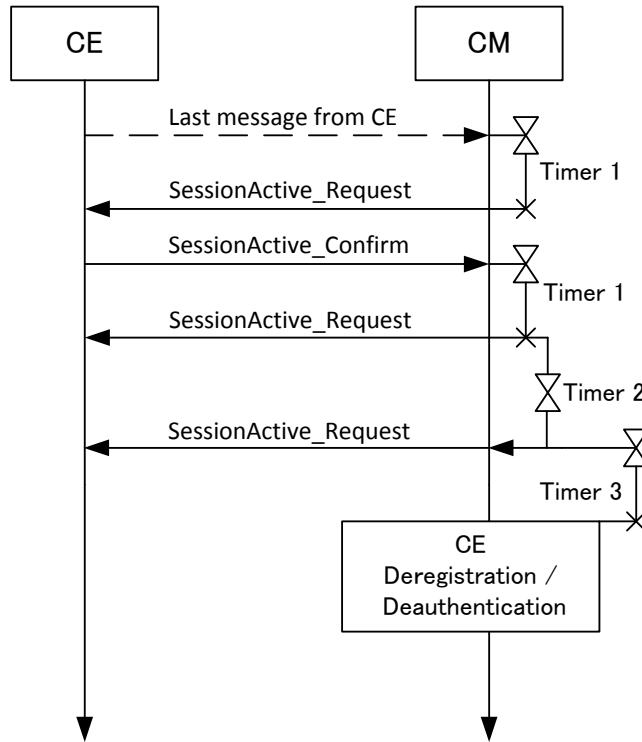 CE
CM
Last message from CE
Timer 1
SessionActive_Request
SessionActive_Confirm
Timer 1
SessionActive_Request
Timer 2
SessionActive_Request
Timer 3
CE
Deregistration /
Deauthentication